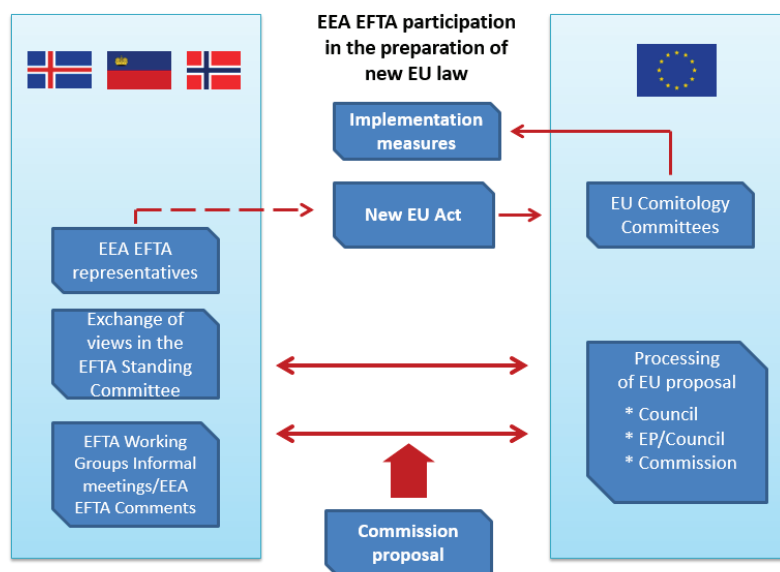 EEA EFTA participation
in the preparation of
new EU law
Implementation
measures
New EU Act
EU Comitology
Committees
EEA EFTA
representatives
Exchange of
views in the
EFTA Standing
Committee
Processing
of EU proposal
* Council
* EP/Council
* Commission
EFTA Working
Groups Informal
meetings/EEA
EFTA Comments
Commission
proposal